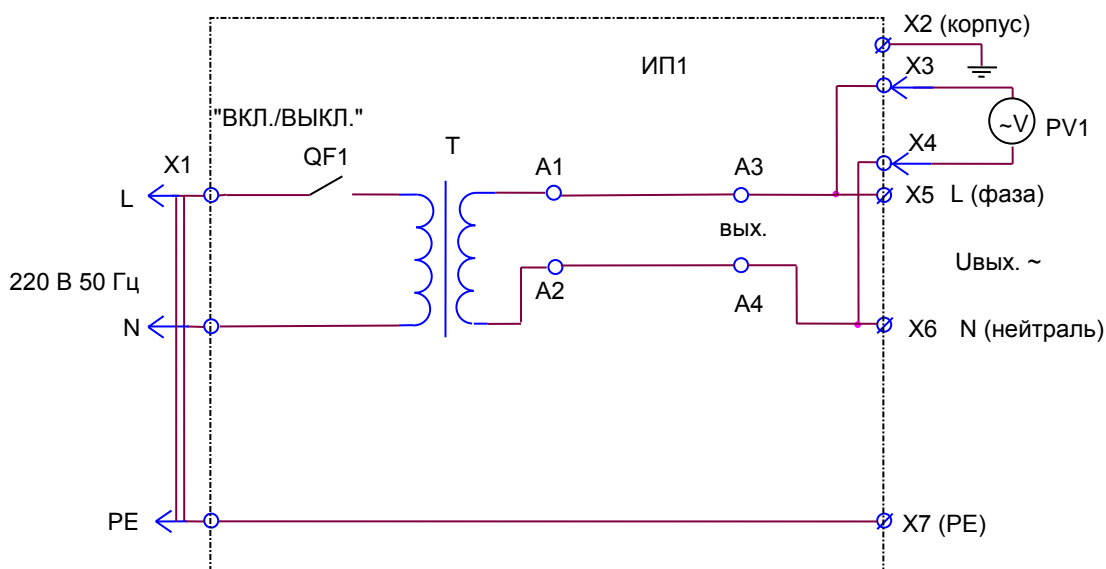 X2 (корпус)
ИП1
X3
"ВКЛ./ВЫКЛ."
~V
PV1
QF1
T
X4
X1
A1
A3
L
X5
L (фаза)
вых.
220 В 50 Гц
Uвых. ~
A2
A4
N
X6
N (нейтраль)
PE
X7 (PE)